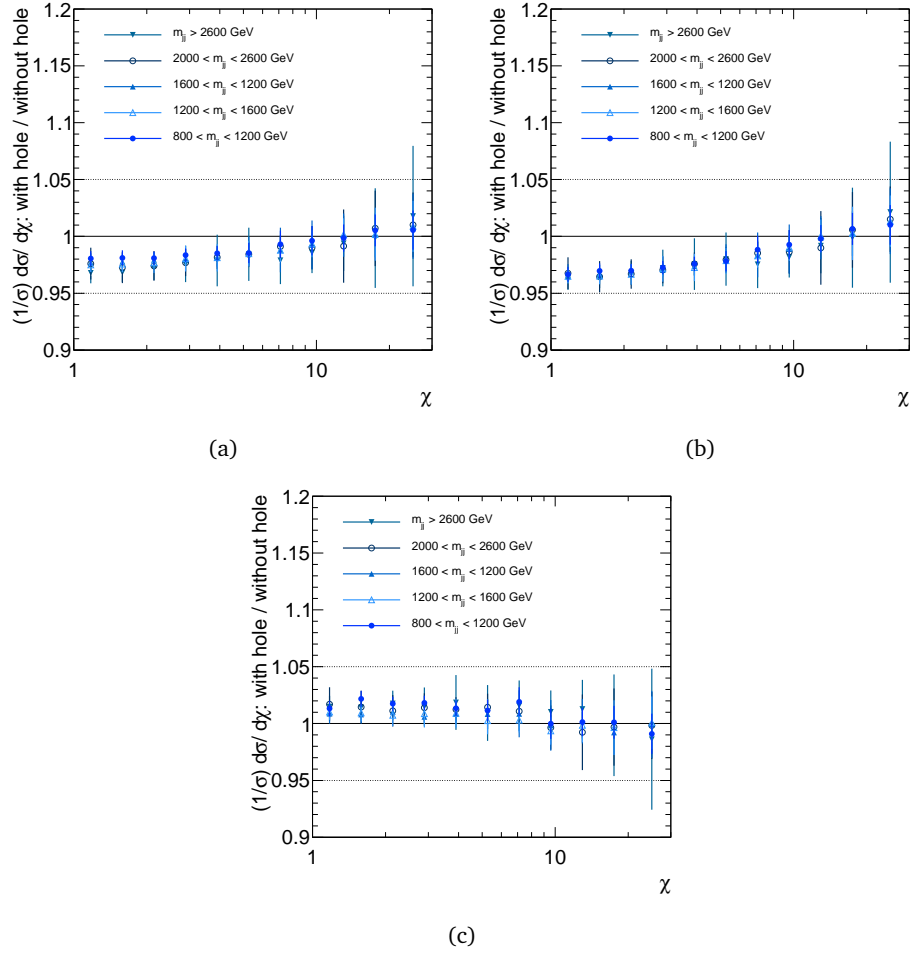 (1/σ) dσ/ dχ: with hole / without hole
1.2
1.15
1.1
1.05
1
0.95
0.9
m_jj > 2600 GeV
2000 < m_jj < 2600 GeV
1600 < m_jj < 1200 GeV
1200 < m_jj < 1600 GeV
800 < m_jj < 1200 GeV
1
10
χ
(a)
(1/σ) dσ/ dχ: with hole / without hole
1.2
1.15
1.1
1.05
1
0.95
0.9
m_jj > 2600 GeV
2000 < m_jj < 2600 GeV
1600 < m_jj < 1200 GeV
1200 < m_jj < 1600 GeV
800 < m_jj < 1200 GeV
1
10
χ
(b)
(1/σ) dσ/ dχ: with hole / without hole
1.2
1.15
1.1
1.05
1
0.95
0.9
m_jj > 2600 GeV
2000 < m_jj < 2600 GeV
1600 < m_jj < 1200 GeV
1200 < m_jj < 1600 GeV
800 < m_jj < 1200 GeV
1
10
χ
(c)